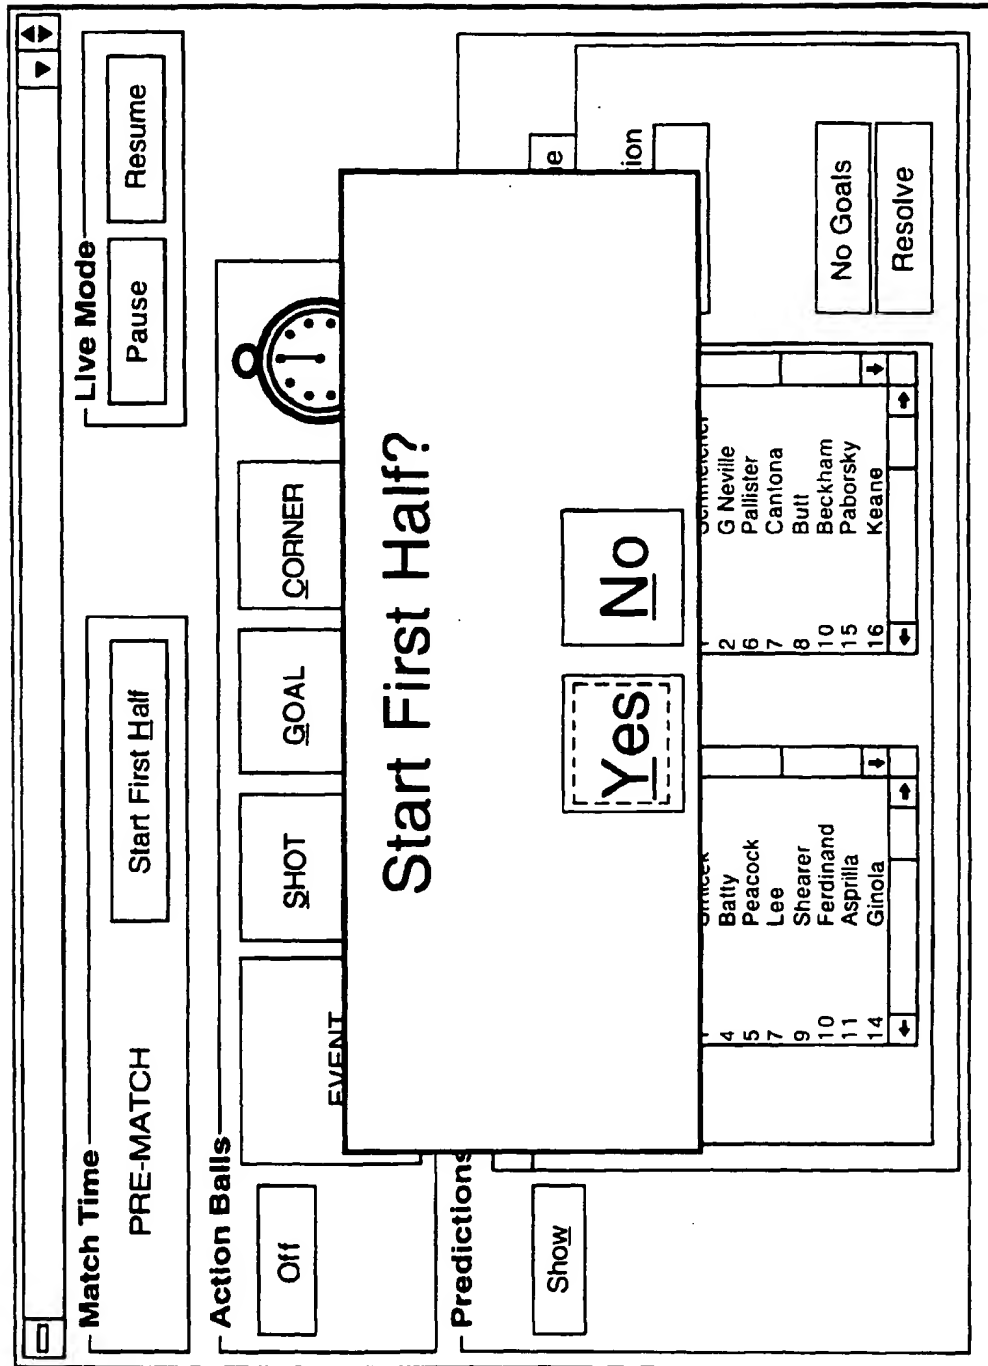 Match Time
PRE-MATCH
Start First Half
Live Mode
Pause
Resume
Action Balls
Off
EVENT
SHOT
GOAL
CORNER
Start First Half?
Yes
No
Predictions
Show
4 Batty
5 Peacock
7 Lee
9 Shearer
10 Ferdinand
11 Asprilla
14 Ginola
2 G Neville
6 Pallister
7 Cantona
8 Butt
10 Beckham
15 Paborsky
16 Keane
No Goals
Resolve